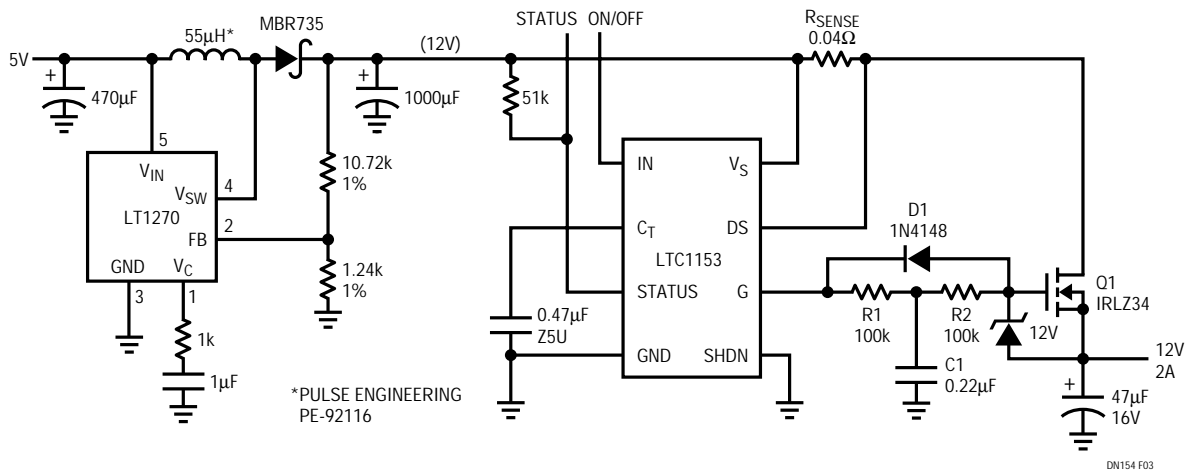 STATUS ON/OFF
MBR735
RSENSE
0.04Ω
55µH*
(12V)
5V
+
470µF
+
1000µF
51k
5
VIN
VSW
4
LT1270
2
FB
GND
VC
3
1
10.72k
1%
1.24k
1%
1k
1µF
*PULSE ENGINEERING
PE-92116
IN
VS
CT
DS
LTC1153
STATUS
G
GND
SHDN
0.47µF
Z5U
D1
1N4148
R1
100k
R2
100k
C1
0.22µF
12V
Q1
IRLZ34
12V
2A
+
47µF
16V
DN154 F03